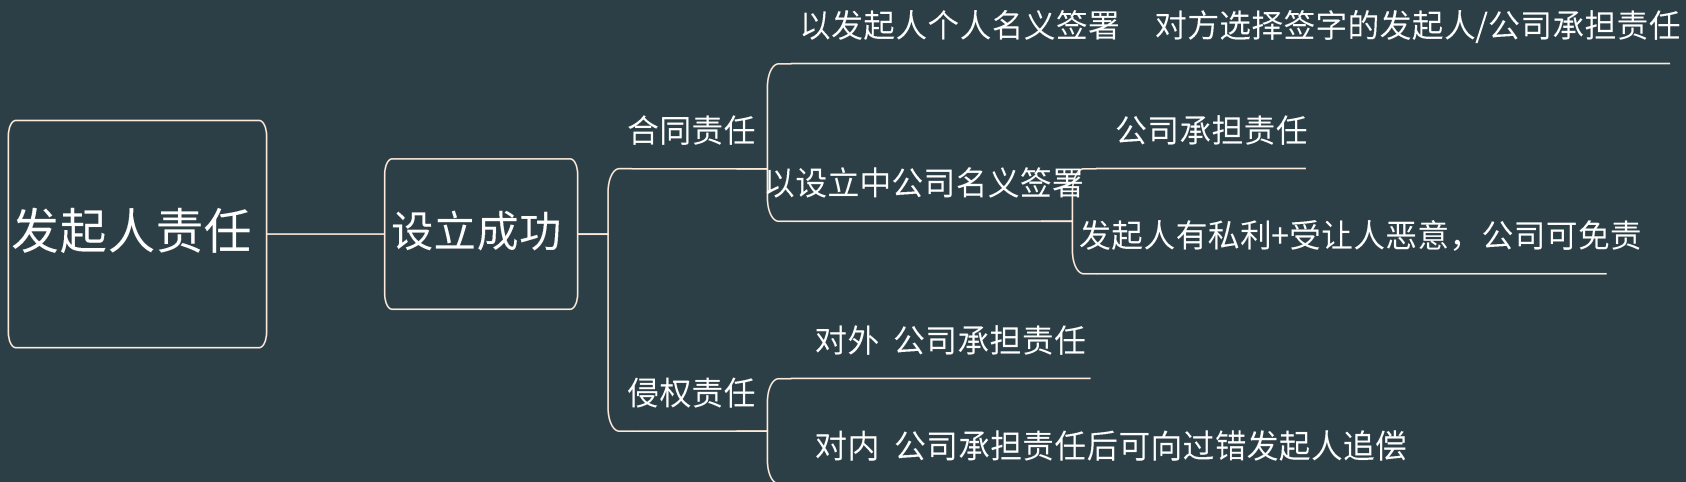 以发起人个人名义签署 对方选择签字的发起人/公司承担责任
合同责任
公司承担责任
以设立中公司名义签署
发起人有私利+受让人恶意，公司可免责
发起人责任
设立成功
对外 公司承担责任
侵权责任
对内 公司承担责任后可向过错发起人追偿